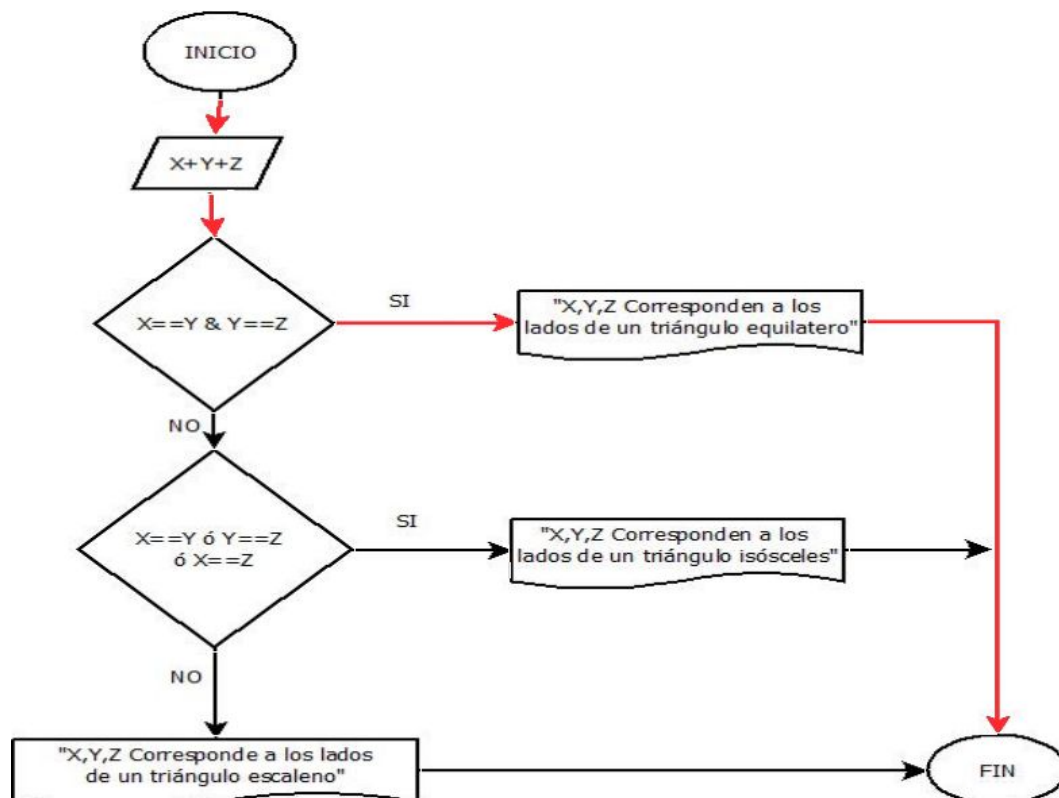 INICIO
X+Y+Z
X==Y & Y==Z
SI
"X,Y,Z Corresponden a los
lados de un triángulo equilatero"
NO
X==Y ó Y==Z
ó X==Z
SI
"X,Y,Z Corresponden a los
lados de un triángulo isósceles"
NO
"X,Y,Z Corresponde a los lados
de un triángulo escaleno"
FIN